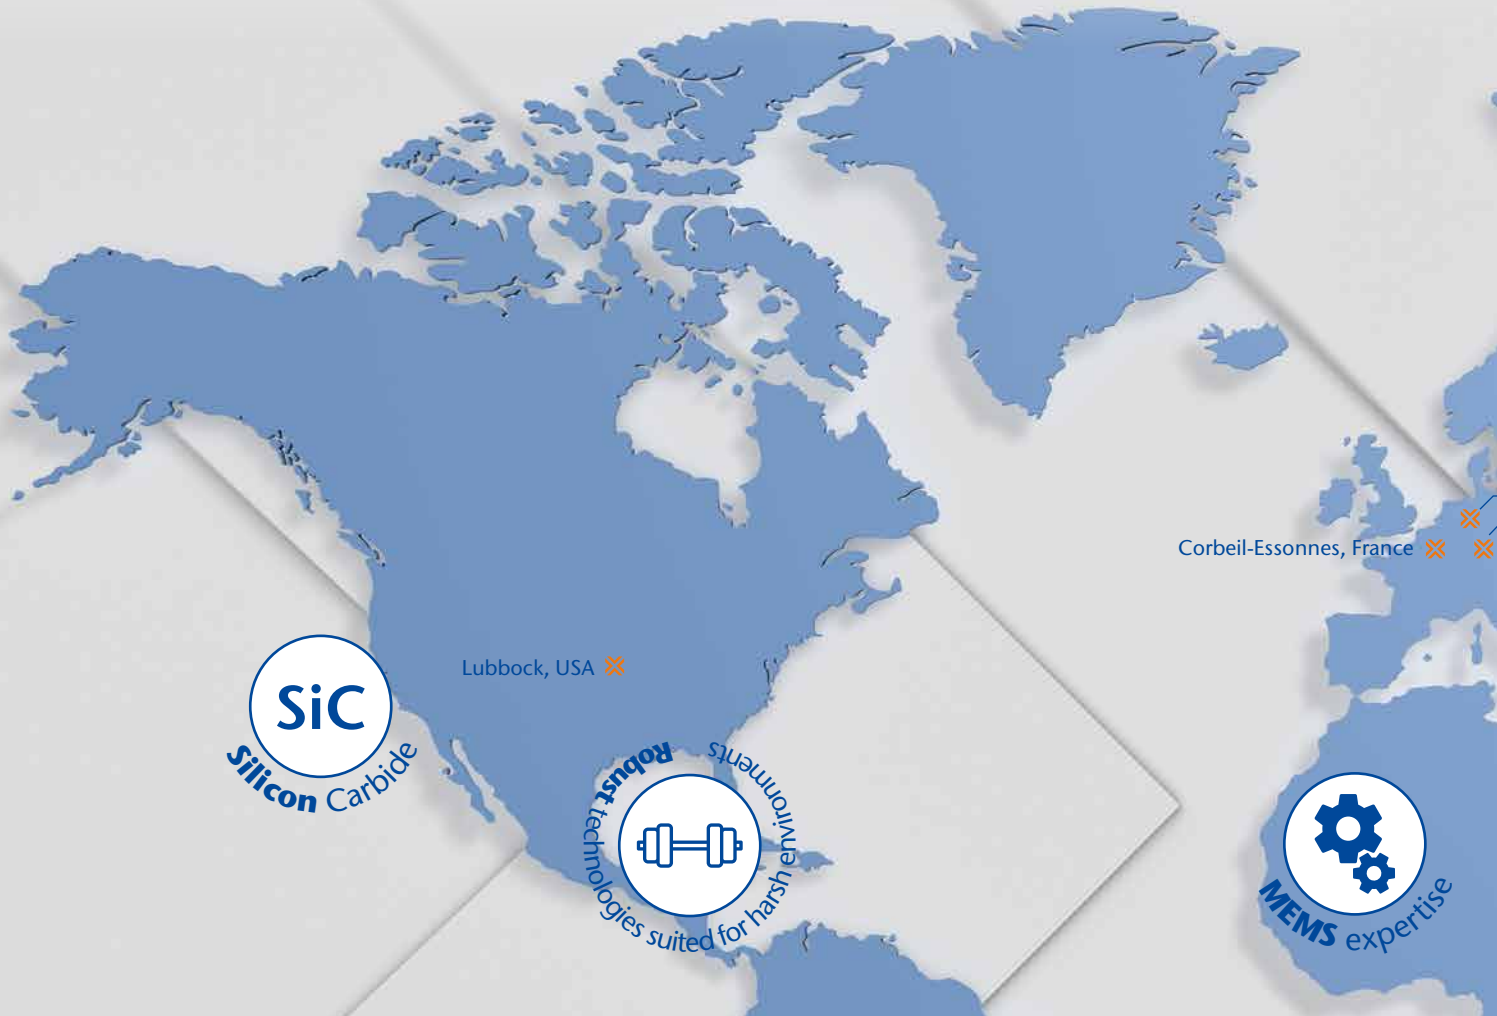 Corbeil-Essonnes, France
Lubbock, USA
SiC
Silicon Carbide
Robust technologies suited for harsh environments
MEMS expertise